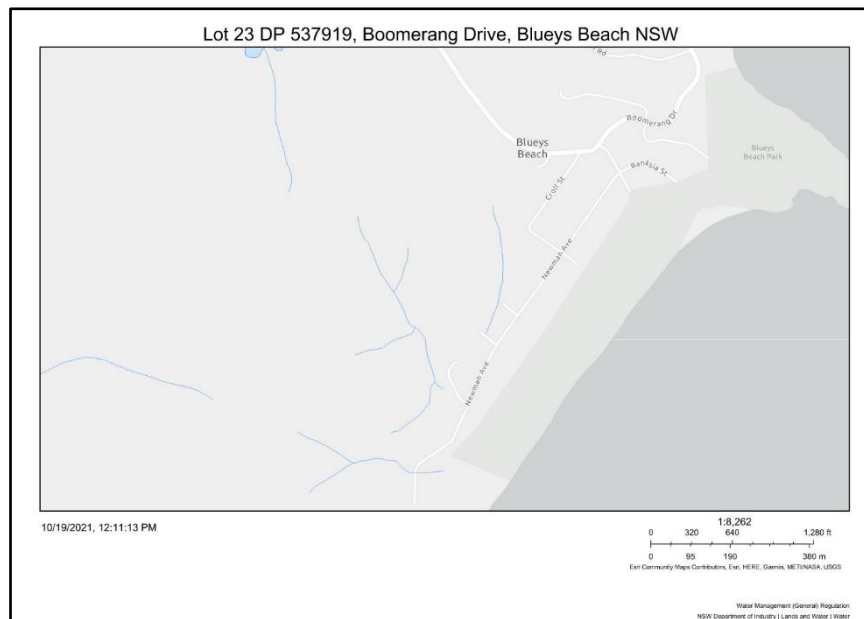 Lot 23 DP 537919, Boomerang Drive, Blueys Beach NSW
Rd
Boomerang Dr
Blueys
Beach
Blueys
Beach Park
Banksia St
Croll St
Newman Ave
Newman Ave
10/19/2021, 12:11:13 PM
1:8,262
0 320 640 1,280 ft
0 95 190 380 m
Esri Community Maps Contributors, Esri, HERE, Garmin, METI/NASA, USGS
Water Management (General) Regulation
NSW Department of Industry | Lands and Water | Water